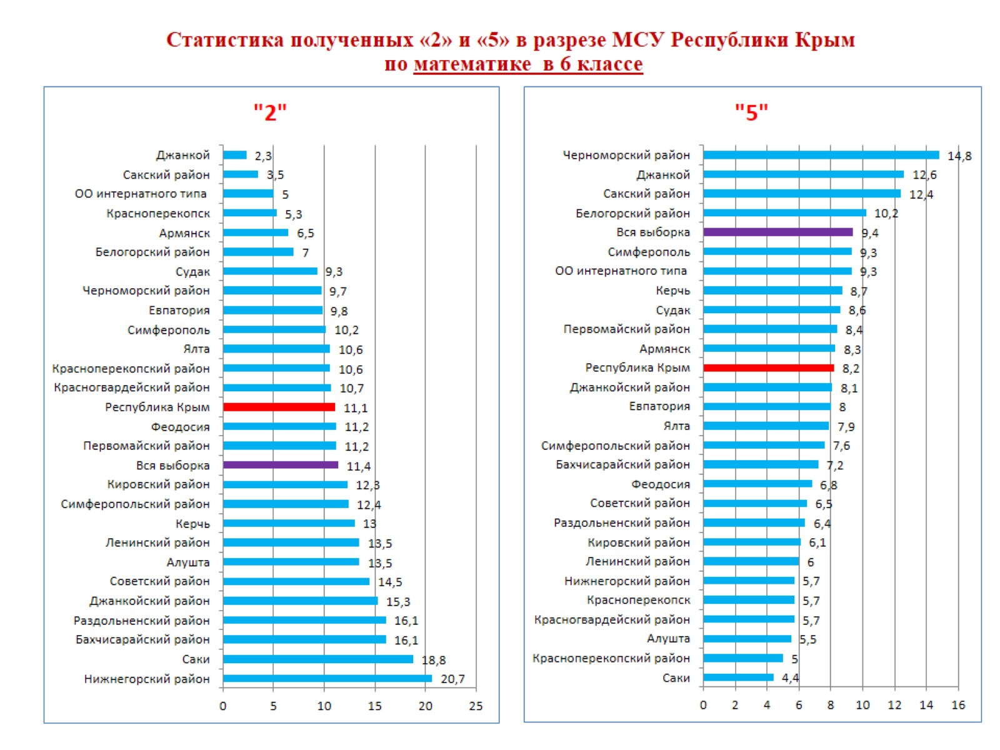 Статистика полученных «2» и «5» в разрезе МСУ Республики Крым
по математике в 6 классе
"2"
Джанкой 2,3
Сакский район 3,5
ОО интернатного типа 5
Красноперекопск 5,3
Армянск 6,5
Белогорский район 7
Судак 9,3
Черноморский район 9,7
Евпатория 9,8
Симферополь 10,2
Ялта 10,6
Красноперекопский район 10,6
Красногвардейский район 10,7
Республика Крым 11,1
Феодосия 11,2
Первомайский район 11,2
Вся выборка 11,4
Кировский район 12,3
Симферопольский район 12,4
Керчь 13
Ленинский район 13,5
Алушта 13,5
Советский район 14,5
Джанкойский район 15,3
Раздольненский район 16,1
Бахчисарайский район 16,1
Саки 18,8
Нижнегорский район 20,7
0 5 10 15 20 25
"5"
Черноморский район 14,8
Джанкой 12,6
Сакский район 12,4
Белогорский район 10,2
Вся выборка 9,4
Симферополь 9,3
ОО интернатного типа 9,3
Керчь 8,7
Судак 8,6
Первомайский район 8,4
Армянск 8,3
Республика Крым 8,2
Джанкойский район 8,1
Евпатория 8
Ялта 7,9
Симферопольский район 7,6
Бахчисарайский район 7,2
Феодосия 6,8
Советский район 6,5
Раздольненский район 6,4
Кировский район 6,1
Ленинский район 6
Нижнегорский район 5,7
Красноперекопск 5,7
Красногвардейский район 5,7
Алушта 5,5
Красноперекопский район 5
Саки 4,4
0 2 4 6 8 10 12 14 16